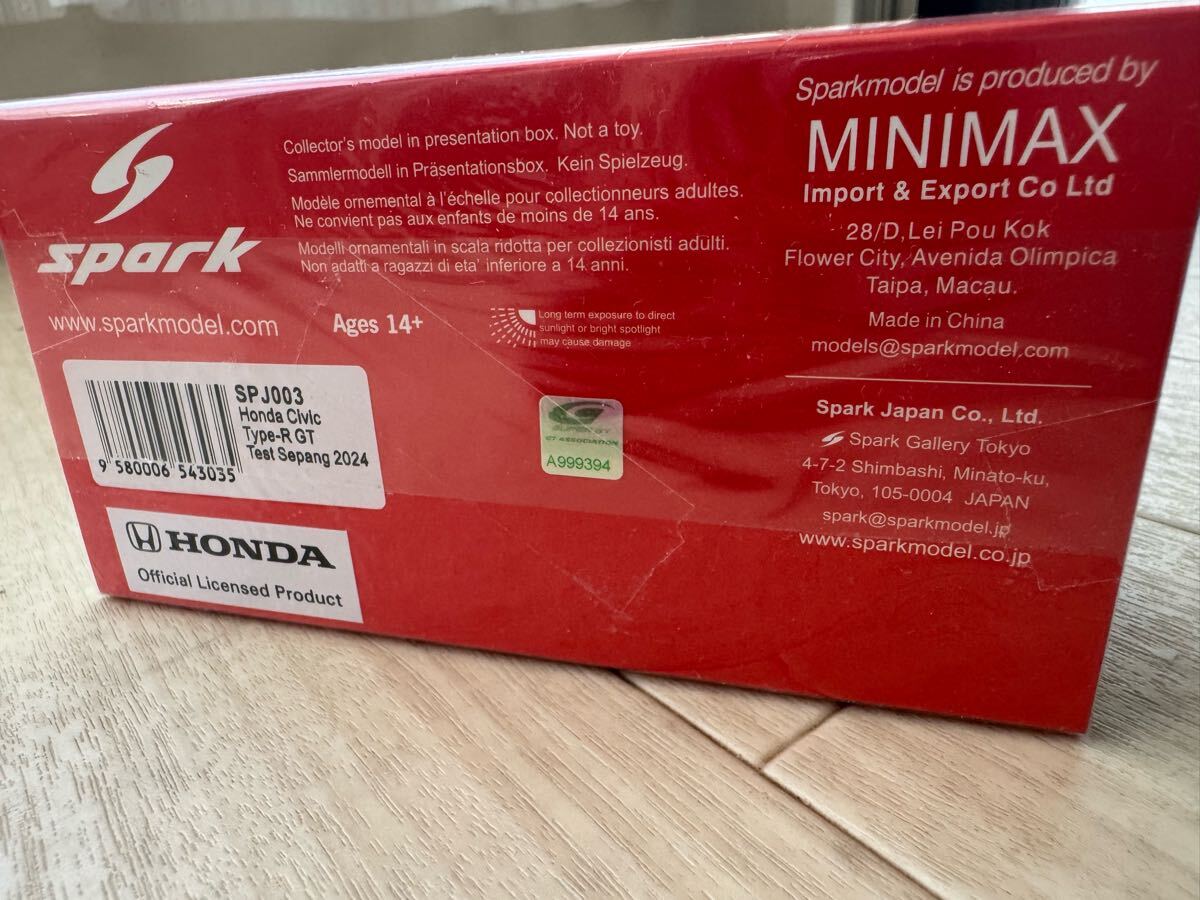 spark
www.sparkmodel.com
Collector's model in presentation box. Not a toy.
Sammlermodell in Präsentationsbox. Kein Spielzeug.
Modèle ornemental à l'échelle pour collectionneurs adultes.
Ne convient pas aux enfants de moins de 14 ans.
Modelli ornamentali in scala ridotta per collezionisti adulti.
Non adatti a ragazzi di eta' inferiore a 14 anni.
Ages 14+
Long term exposure to direct
sunlight or bright spotlight
may cause damage
SPJ003
Honda Civic
Type-R GT
Test Sepang 2024
9 580006 543035
HONDA
Official Licensed Product
SUPER GT
GT ASSOCIATION
A999394
Sparkmodel is produced by
MINIMAX
Import & Export Co Ltd
28/D, Lei Pou Kok
Flower City, Avenida Olimpica
Taipa, Macau.
Made in China
models@sparkmodel.com
Spark Japan Co., Ltd.
Spark Gallery Tokyo
4-7-2 Shimbashi, Minato-ku,
Tokyo, 105-0004 JAPAN
spark@sparkmodel.jp
www.sparkmodel.co.jp